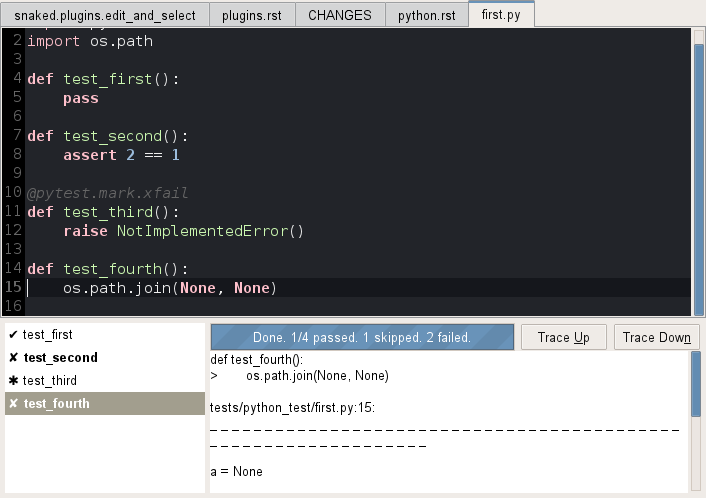 snaked.plugins.edit_and_select plugins.rst CHANGES python.rst first.py
2 import os.path
3
4 def test_first():
5     pass
6
7 def test_second():
8     assert 2 == 1
9
10 @pytest.mark.xfail
11 def test_third():
12     raise NotImplementedError()
13
14 def test_fourth():
15     os.path.join(None, None)
16
✔ test_first
✘ test_second
✱ test_third
✘ test_fourth
Done. 1/4 passed. 1 skipped. 2 failed. Trace Up Trace Down
def test_fourth():
>       os.path.join(None, None)
tests/python_test/first.py:15:
_ _ _ _ _ _ _ _ _ _ _ _ _ _ _ _ _ _ _ _ _ _ _ _ _ _ _ _ _ _ _ _ _ _ _ _ _ _ _ _ _
_ _ _ _ _ _ _ _ _ _ _ _ _ _ _ _ _ _ _
a = None